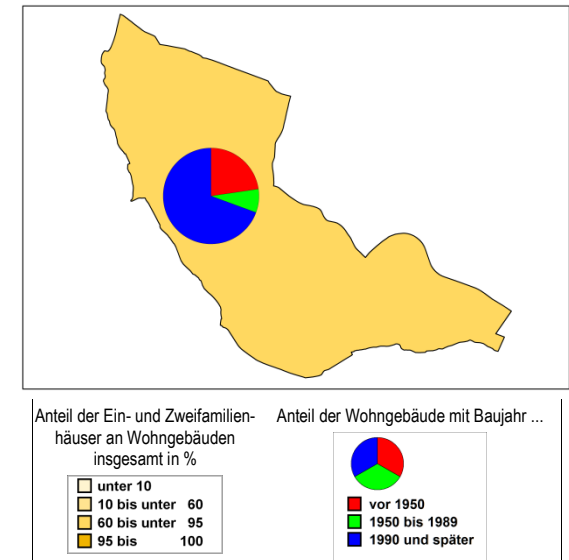 Anteil der Ein- und Zweifamilien-
häuser an Wohngebäuden
insgesamt in %
unter 10
10 bis unter 60
60 bis unter 95
95 bis 100
Anteil der Wohngebäude mit Baujahr ...
vor 1950
1950 bis 1989
1990 und später